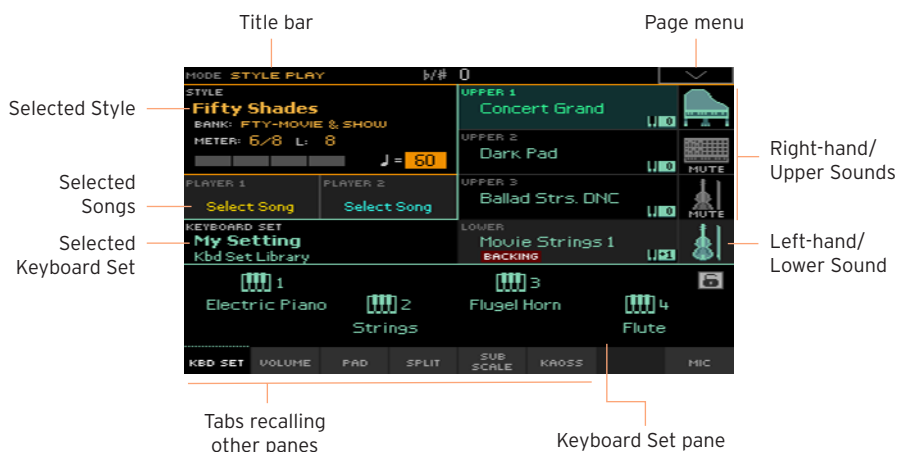 Title bar
Page menu
MODE STYLE PLAY
♭/# 0
STYLE
Fifty Shades
BANK: FTY-MOVIE & SHOW
METER: 6/8 L: 8
♩ = 60
UPPER 1
Concert Grand
0
UPPER 2
Dark Pad
0
MUTE
UPPER 3
Ballad Strs. DNC
0
MUTE
PLAYER 1
Select Song
PLAYER 2
Select Song
KEYBOARD SET
My Setting
Kbd Set Library
LOWER
Movie Strings 1
BACKING
+1
1
Electric Piano
2
Strings
3
Flugel Horn
4
Flute
KBD SET
VOLUME
PAD
SPLIT
SUB
SCALE
KAOSS
MIC
Selected Style
Selected
Songs
Selected
Keyboard Set
Right-hand/
Upper Sounds
Left-hand/
Lower Sound
Tabs recalling
other panes
Keyboard Set pane